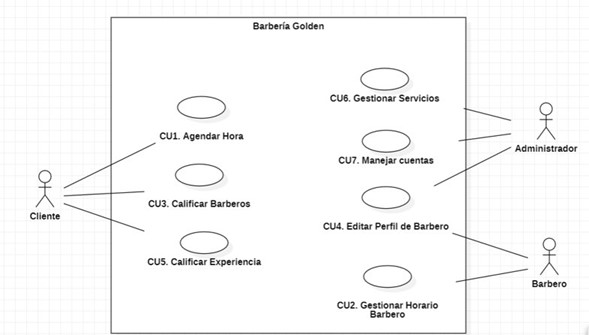 Barbería Golden
CU6. Gestionar Servicios
CU1. Agendar Hora
Administrador
CU7. Manejar cuentas
CU3. Calificar Barberos
Cliente
CU4. Editar Perfil de Barbero
CU5. Calificar Experiencia
Barbero
CU2. Gestionar Horario
Barbero